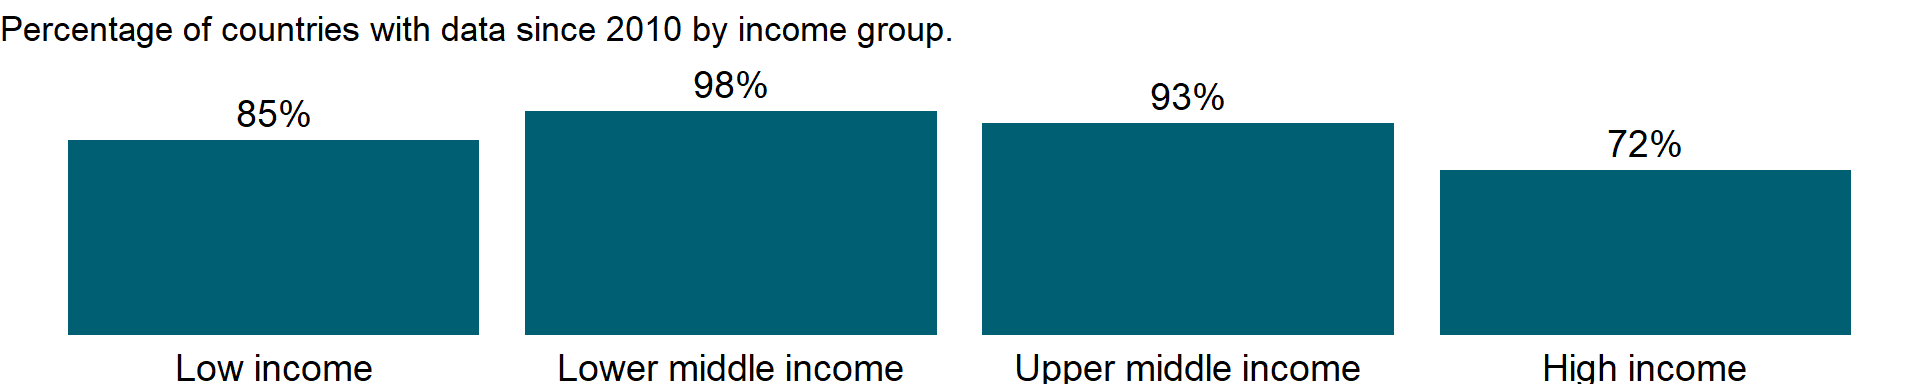 Percentage of countries with data since 2010 by income group.
98%
93%
85%
72%
Low income Lower middle income Upper middle income High income